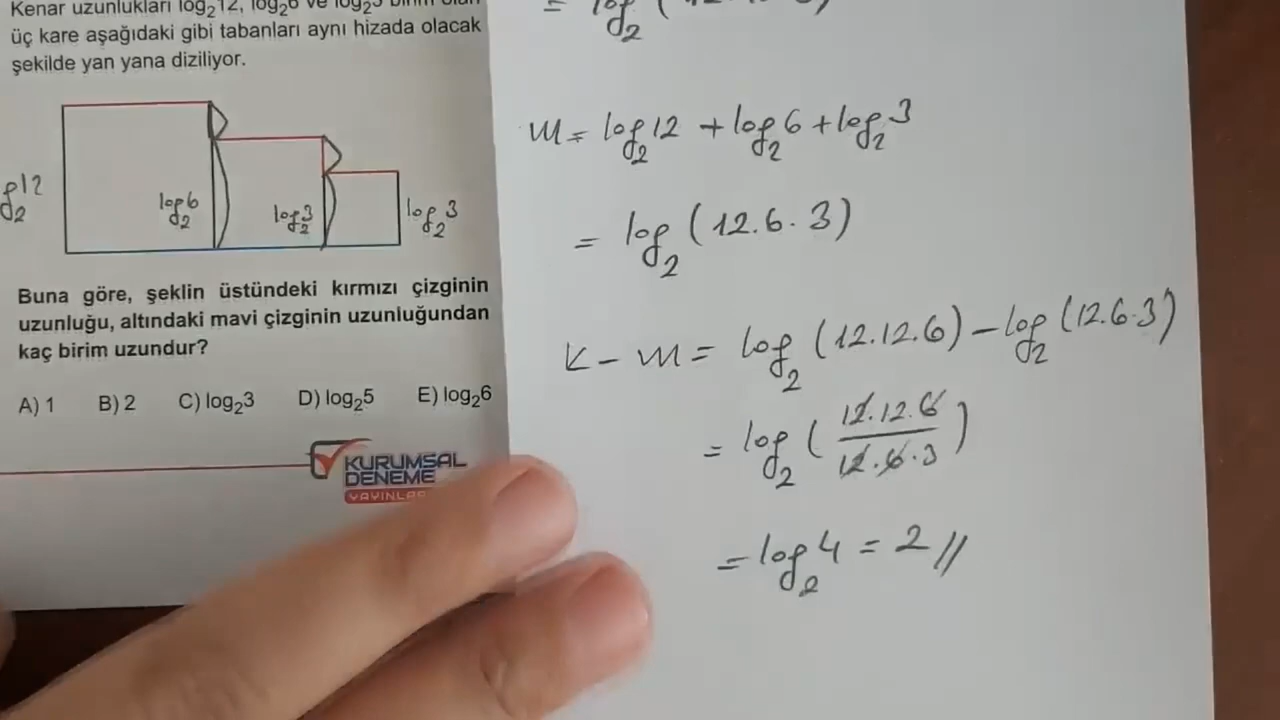 Kenar uzunlukları log₂12, log₂6 ve log₂3 birim olan
üç kare aşağıdaki gibi tabanları aynı hizada olacak
şekilde yan yana diziliyor.
g₂12
log₂6
log₂3
log₂3
Buna göre, şeklin üstündeki kırmızı çizginin
uzunluğu, altındaki mavi çizginin uzunluğundan
kaç birim uzundur?
A) 1 B) 2 C) log₂3 D) log₂5 E) log₂6
KURUMSAL
DENEME
YAYINLAR
= log₂(
m = log₂12 + log₂6 + log₂3
= log₂(12.6.3)
K - m = log₂(12.12.6) - log₂(12.6.3)
= log₂(12.12.6 / 12.6.3)
= log₂4 = 2 //